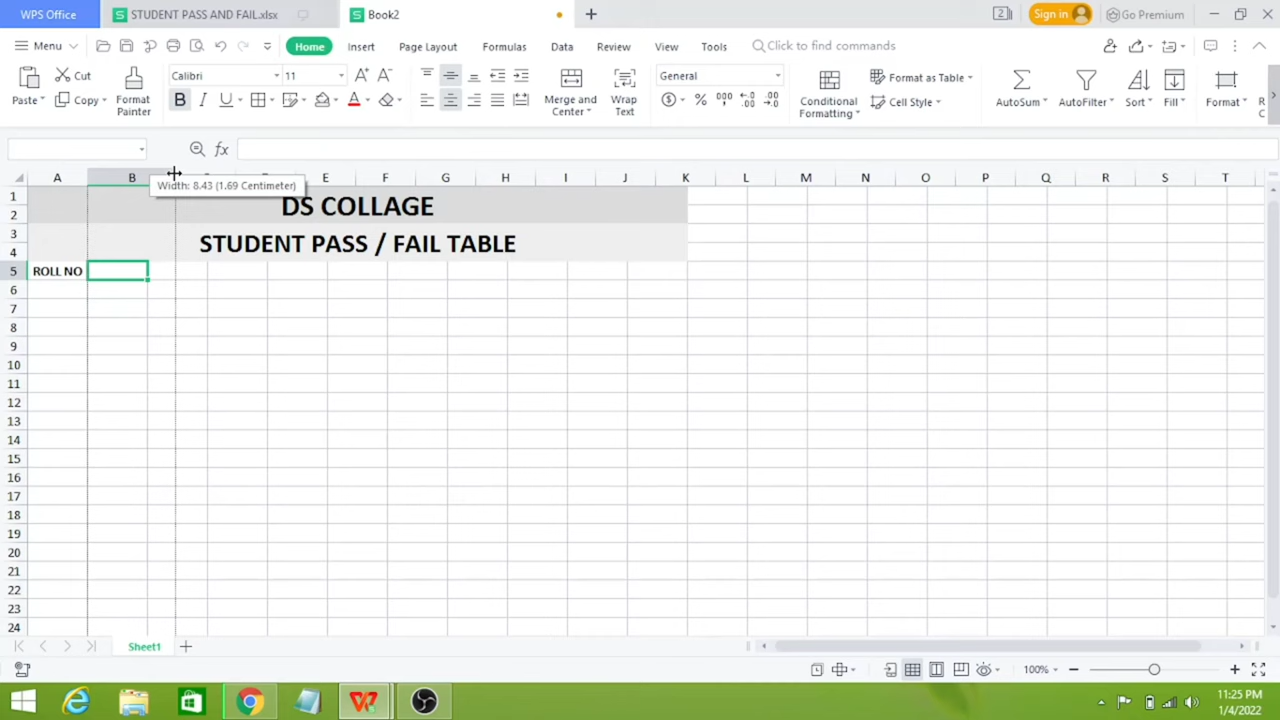 WPS Office
STUDENT PASS AND FAIL.xlsx
Book2
2
Sign in
Go Premium
Menu
Home
Insert
Formulas
Page Layout
Data
Review
View
Tools
Click to find commands
Paste
Cut
Copy
Format Painter
Calibri
11
B I U A
Merge and Center
Wrap Text
General
Conditional Formatting
Format as Table
Cell Style
AutoSum
AutoFilter
Sort
Fill
Format
fx
A B E F G H I J K L M N O P Q R S T
Width: 8.43 (1.69 Centimeter)
1
DS COLLAGE
2
3
STUDENT PASS / FAIL TABLE
4
5 ROLL NO
6
7
8
9
10
11
12
13
14
15
16
17
18
19
20
21
22
23
24
Sheet1
100%
11:25 PM
1/4/2022